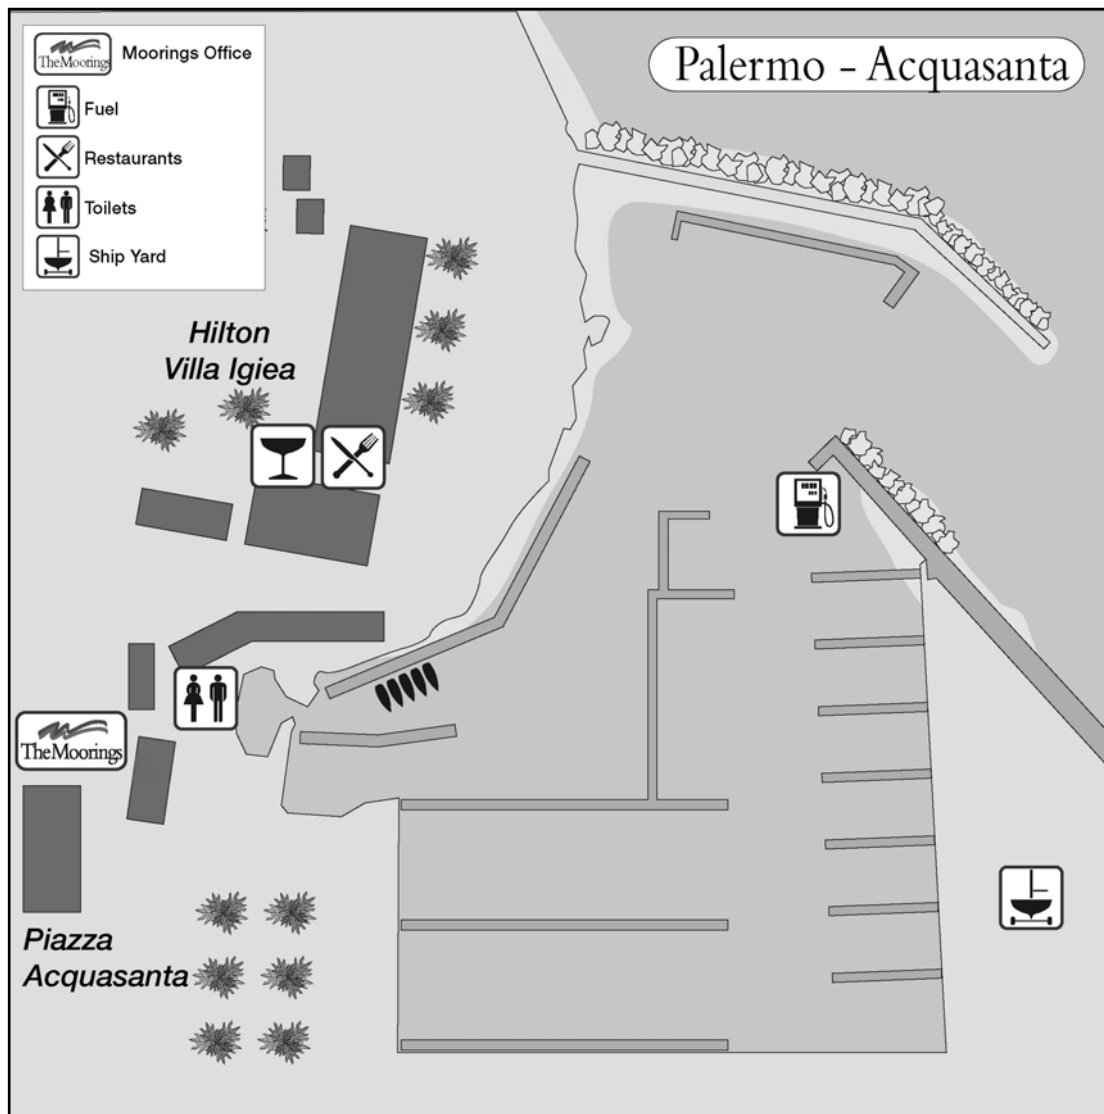 TheMoorings
Moorings Office
Fuel
Restaurants
Toilets
Ship Yard
Palermo - Acquasanta
Hilton
Villa Igiea
TheMoorings
Piazza
Acquasanta